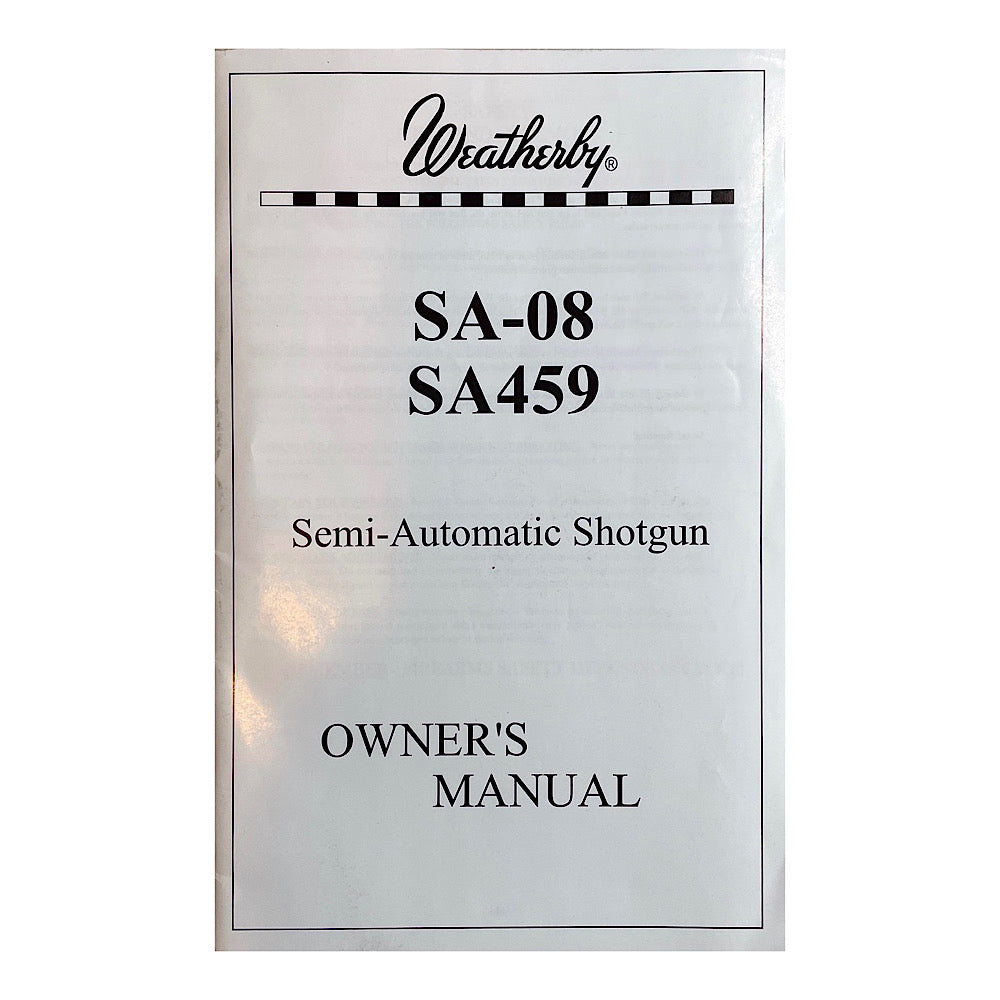 Weatherby®
SA-08
SA459
Semi-Automatic Shotgun
OWNER'S
MANUAL